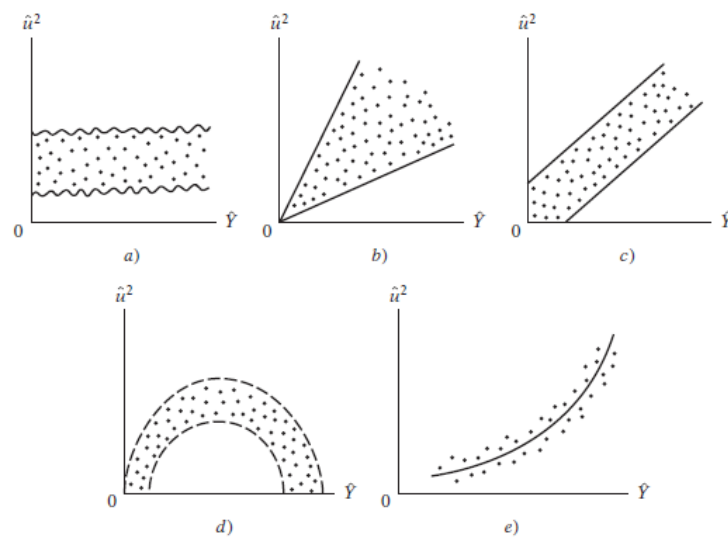 û² û² û²
0 Ŷ 0 Ŷ 0 Ŷ
a) b) c)
û² û²
0 Ŷ 0 Ŷ
d) e)